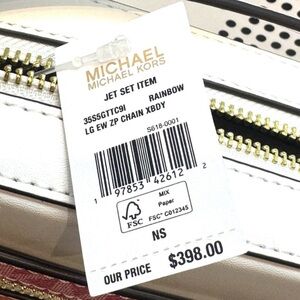 MICHAEL
MICHAEL KORS
JET SET ITEM
35S5GTTC9I RAINBOW
LG EW ZP CHAIN XBDY
S618-0001
1 97853 42612 2
FSC
MIX
Paper
FSC® C012345
NS
OUR PRICE $398.00